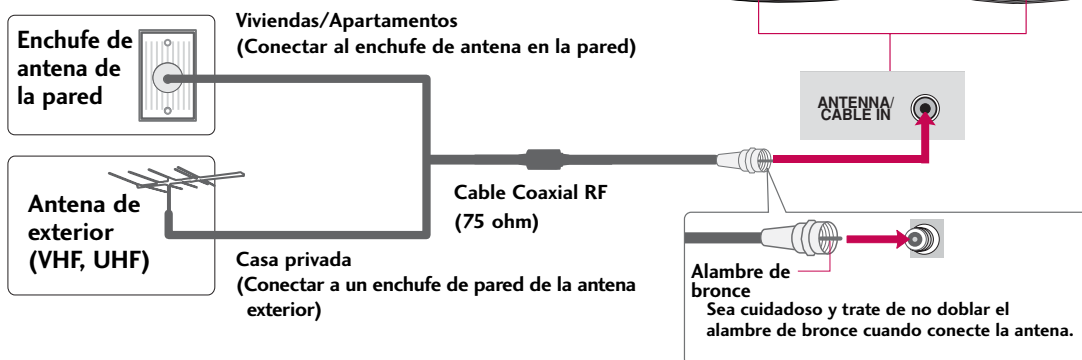 Enchufe de
antena de
la pared
Viviendas/Apartamentos
(Conectar al enchufe de antena en la pared)
ANTENNA/
CABLE IN
Antena de
exterior
(VHF, UHF)
Cable Coaxial RF
(75 ohm)
Casa privada
(Conectar a un enchufe de pared de la antena
exterior)
Alambre de
bronce
Sea cuidadoso y trate de no doblar el
alambre de bronce cuando conecte la antena.